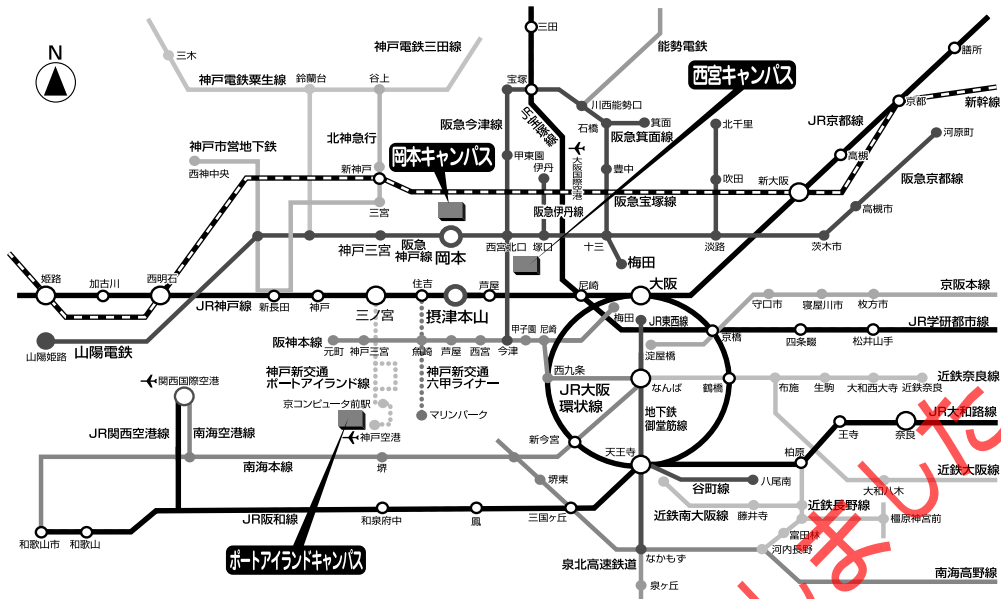 N
三木
神戸電鉄粟生線
鈴蘭台
谷上
神戸電鉄三田線
三田
能勢電鉄
西宮キャンパス
膳所
宝塚
川西能勢口
京都
新幹線
JR宝塚線
石橋
箕面
阪急箕面線
北千里
JR京都線
河原町
阪急今津線
北神急行
神戸市営地下鉄
西神中央
岡本キャンパス
新神戸
甲東園
伊丹
大阪国際空港
豊中
吹田
新大阪
高槻
阪急京都線
三宮
阪急伊丹線
阪急宝塚線
高槻市
神戸三宮
阪急
神戸線
岡本
西宮北口
塚口
十三
淡路
茨木市
梅田
姫路
加古川
西明石
JR神戸線
新長田
神戸
三ノ宮
住吉
摂津本山
芦屋
尼崎
大阪
京阪本線
守口市
寝屋川市
枚方市
山陽姫路
山陽電鉄
阪神本線
元町
神戸三宮
魚崎
芦屋
西宮
今津
甲子園
尼崎
梅田
JR東西線
淀屋橋
京橋
JR学研都市線
四条畷
松井山手
神戸新交通
ポートアイランド線
神戸新交通
六甲ライナー
西九条
JR大阪
環状線
なんば
鶴橋
布施
生駒
大和西大寺
近鉄奈良
近鉄奈良線
関西国際空港
京コンピュータ前駅
マリンパーク
地下鉄
御堂筋線
JR関西空港線
南海空港線
神戸空港
新今宮
天王寺
柏原
王寺
奈良
JR大和路線
南海本線
堺
堺東
谷町線
八尾南
近鉄大阪線
大和八木
和歌山市
和歌山
JR阪和線
和泉府中
鳳
三国ヶ丘
近鉄南大阪線
藤井寺
近鉄長野線
富田林
橿原神宮前
河内長野
ポートアイランドキャンパス
泉北高速鉄道
なかもず
泉ヶ丘
南海高野線
ました